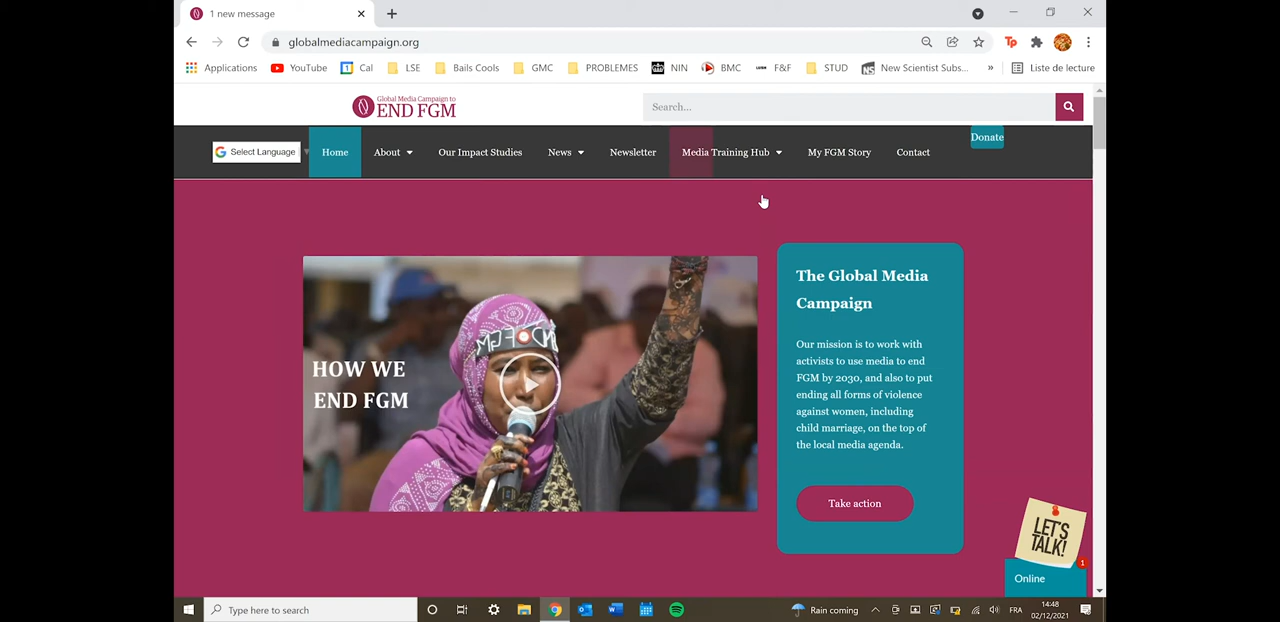 1 new message
globalmediacampaign.org
Tp
Applications YouTube 1 Cal LSE Bails Cools GMC PROBLEMES NIN BMC F&F STUD NS New Scientist Subs... » Liste de lecture
Global Media Campaign to
END FGM
Search...
Donate
G Select Language Home About Our Impact Studies News Newsletter Media Training Hub My FGM Story Contact
HOW WE
END FGM
The Global Media
Campaign
Our mission is to work with
activists to use media to end
FGM by 2030, and also to put
ending all forms of violence
against women, including
child marriage, on the top of
the local media agenda.
Take action
LET'S
TALK!
1
Online
Type here to search
Rain coming
FRA
14:48
02/12/2021